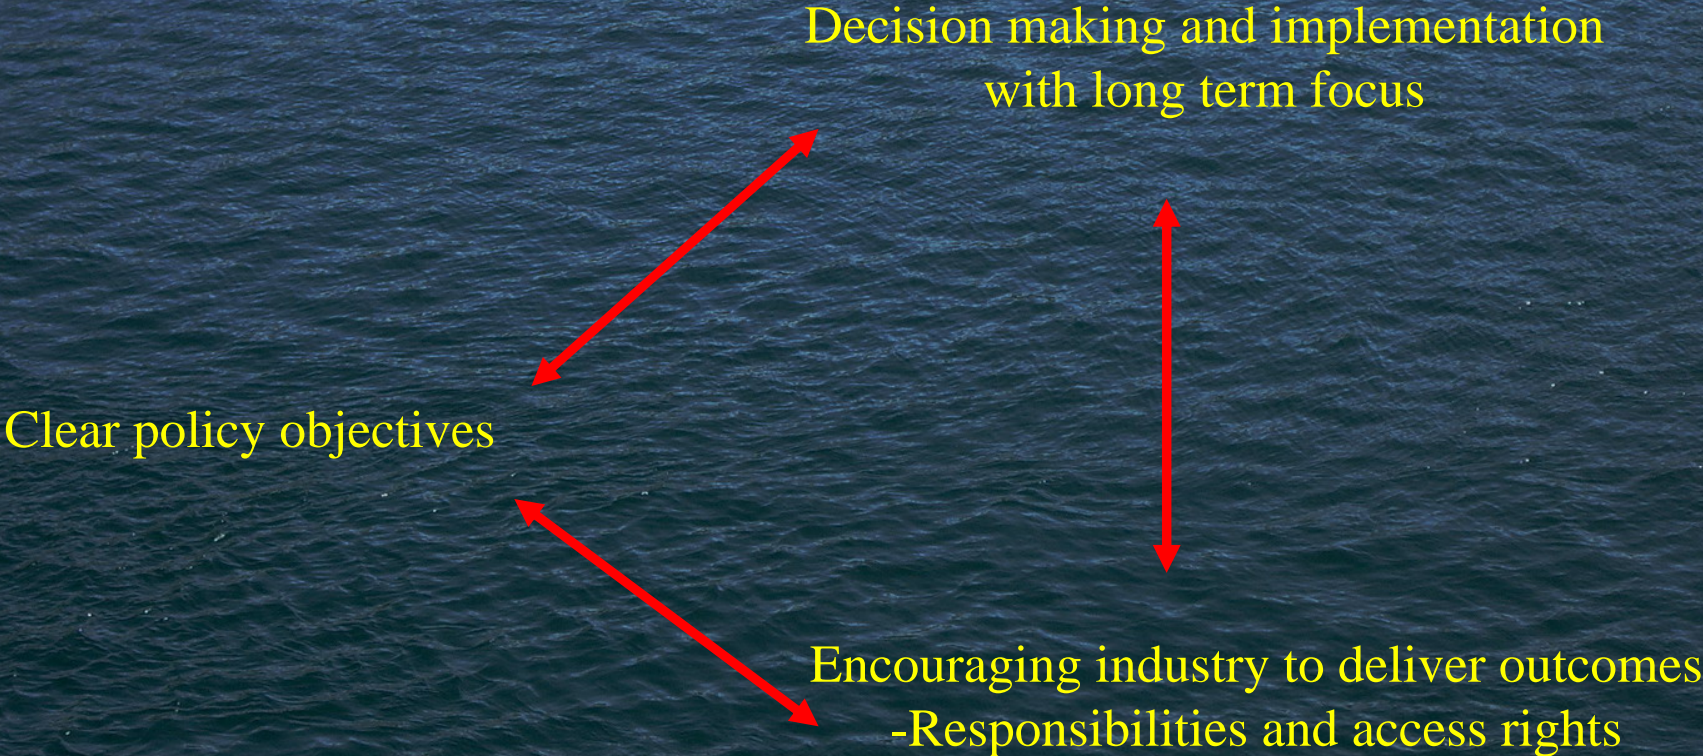 Decision making and implementation
with long term focus
Clear policy objectives
Encouraging industry to deliver outcomes
-Responsibilities and access rights